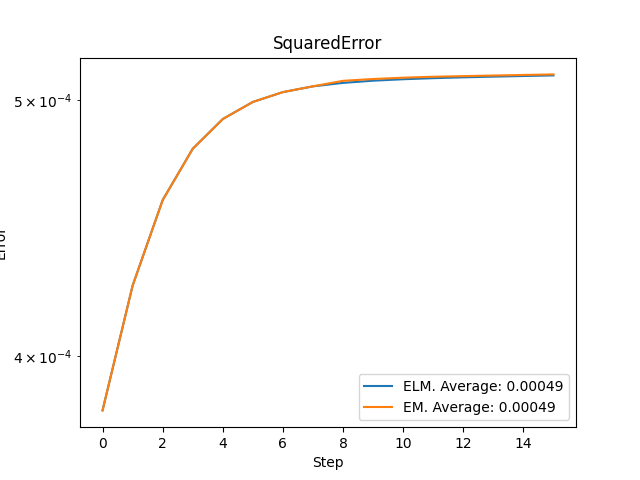 SquaredError
5 × 10⁻⁴
4 × 10⁻⁴
Error
0 2 4 6 8 10 12 14
Step
ELM. Average: 0.00049
EM. Average: 0.00049